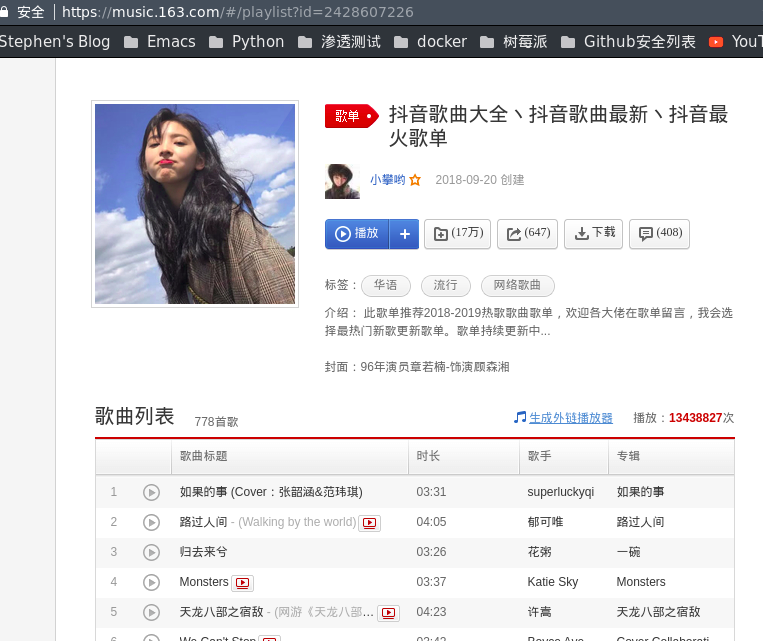 安全 https://music.163.com/#/playlist?id=2428607226
Stephen's Blog Emacs Python 渗透测试 docker 树莓派 Github安全列表 YouT
歌单 抖音歌曲大全丶抖音歌曲最新丶抖音最
火歌单
小攀哟 2018-09-20 创建
播放 + (17万) (647) 下载 (408)
标签： 华语 流行 网络歌曲
介绍： 此歌单推荐2018-2019热歌歌曲歌单，欢迎各大佬在歌单留言，我会选
择最热门新歌更新歌单。歌单持续更新中...
封面：96年演员章若楠-饰演顾森湘
歌曲列表 778首歌 生成外链播放器 播放：13438827次
歌曲标题 时长 歌手 专辑
1 如果的事 (Cover：张韶涵&范玮琪) 03:31 superluckyqi 如果的事
2 路过人间 - (Walking by the world) 04:05 郁可唯 路过人间
3 归去来兮 03:26 花粥 一碗
4 Monsters 03:37 Katie Sky Monsters
5 天龙八部之宿敌 - (网游《天龙八部... 04:23 许嵩 天龙八部之宿敌
6 We Can't Stop 03:42 Boyce Ave Cover Collaborati